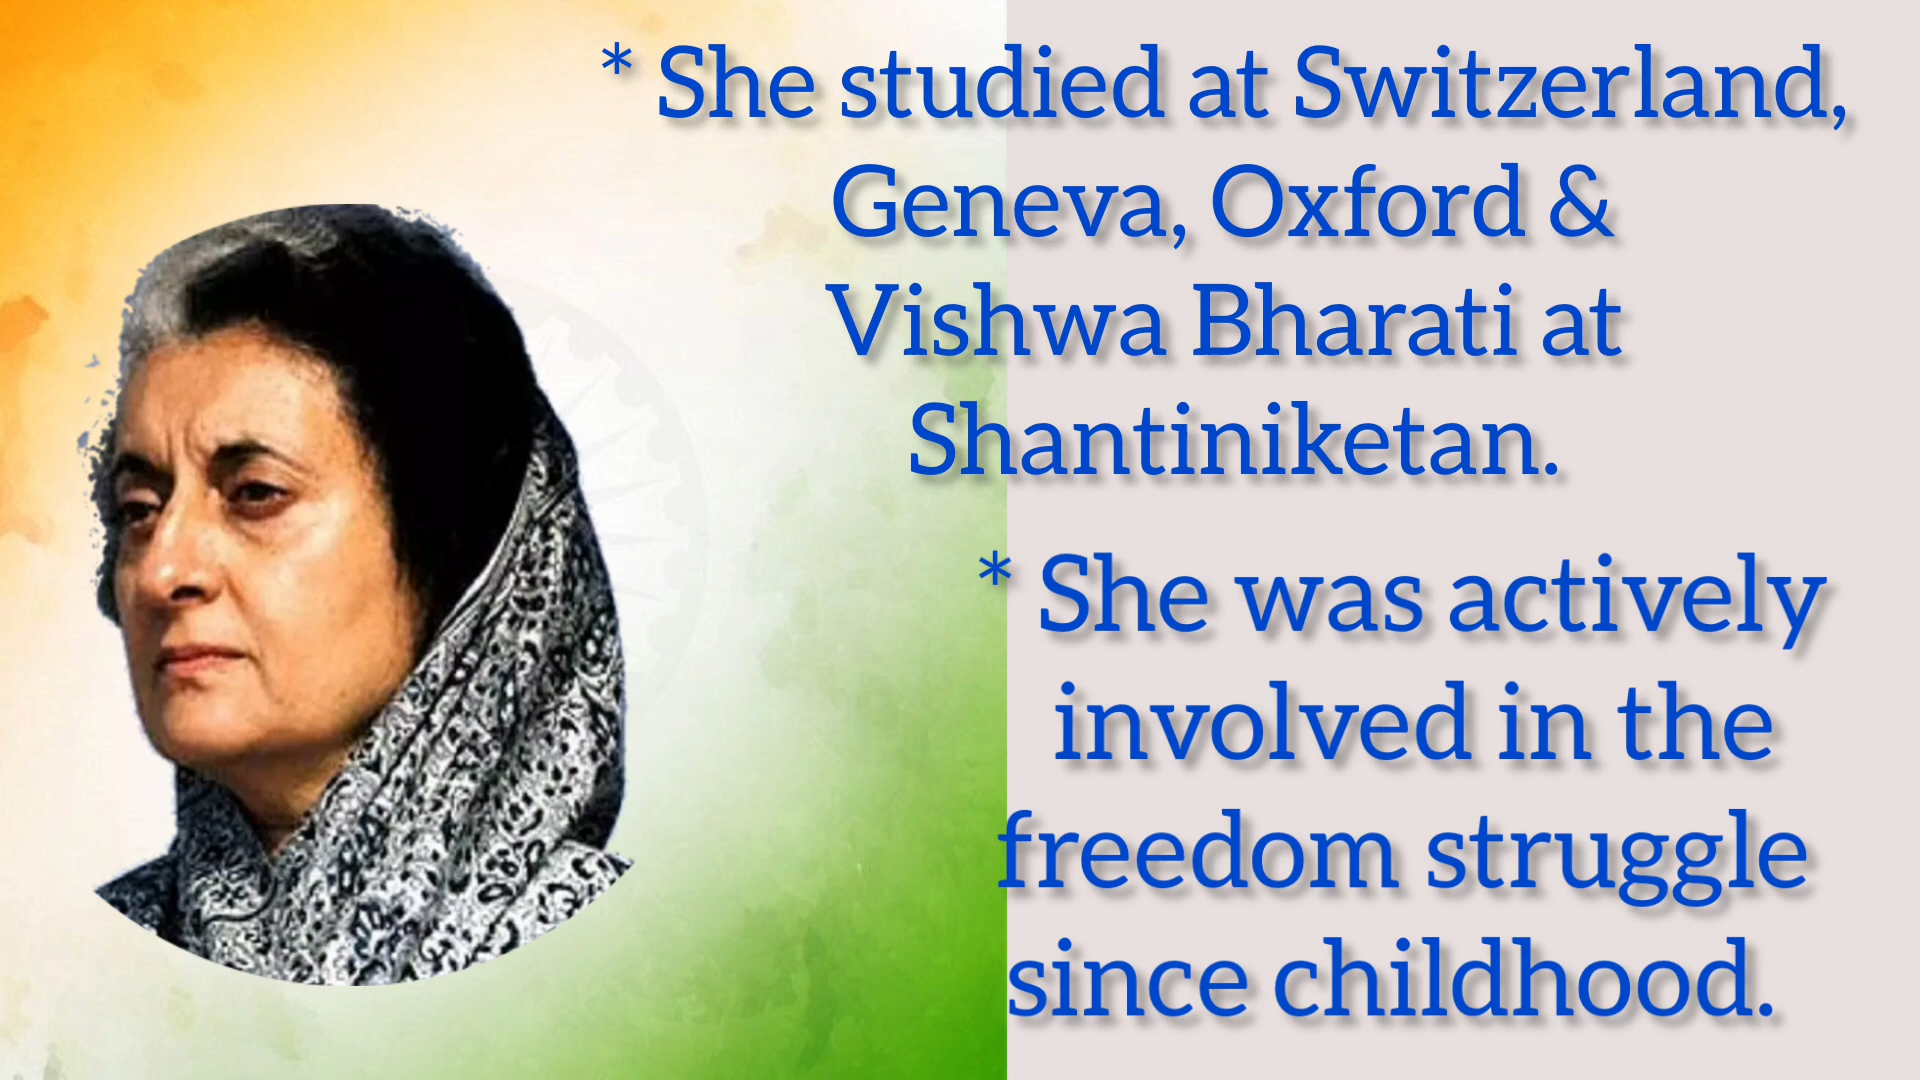 * She studied at Switzerland,
Geneva, Oxford &
Vishwa Bharati at
Shantiniketan.
* She was actively
involved in the
freedom struggle
since childhood.